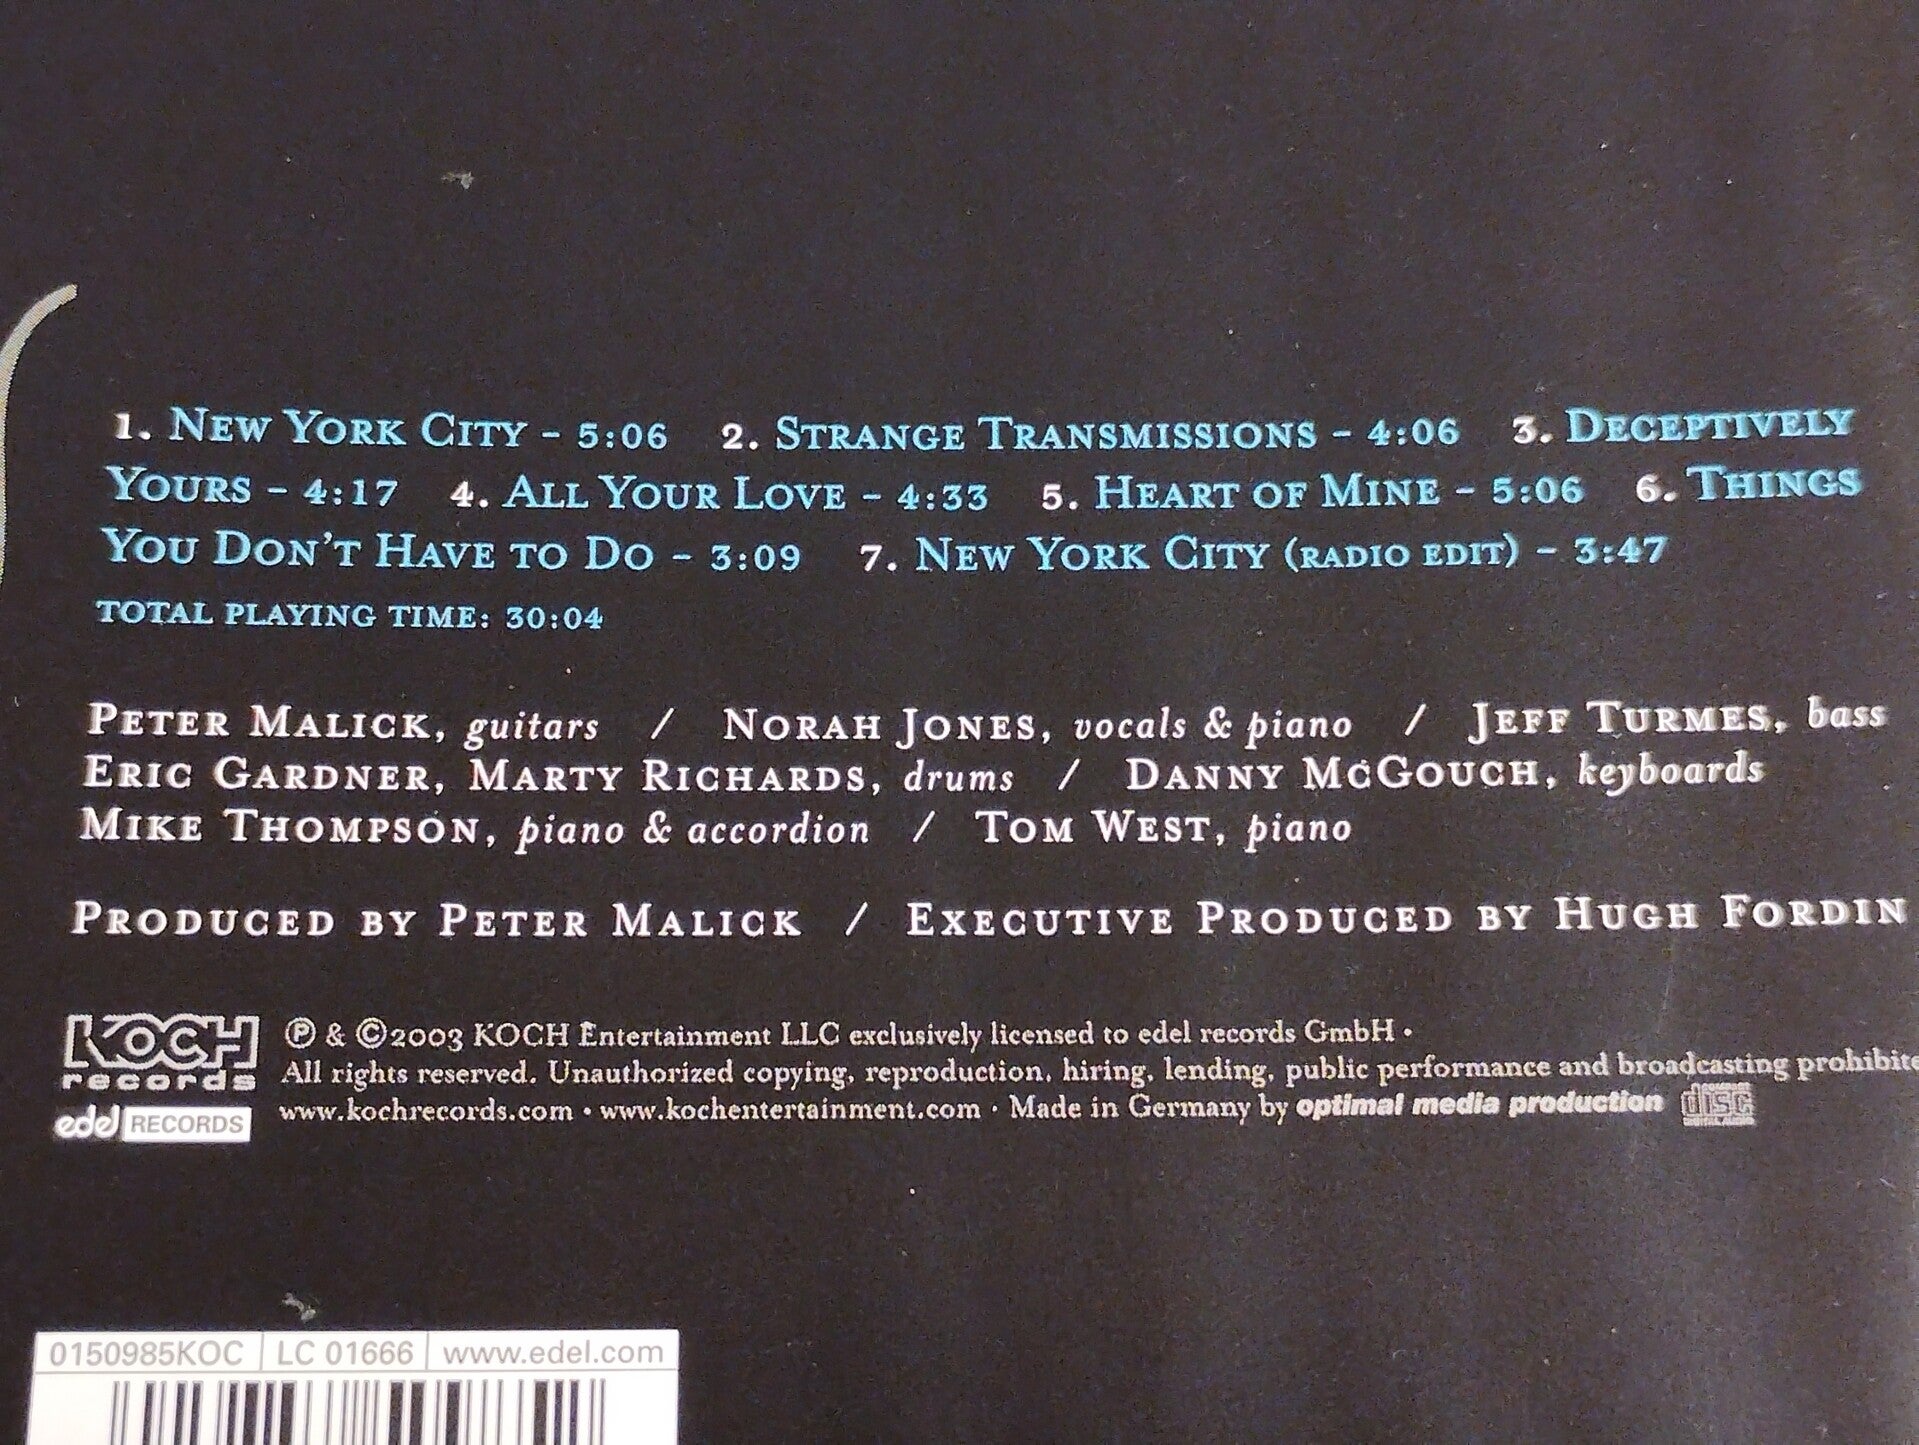 1. New York City - 5:06 2. Strange Transmissions - 4:06 3. Deceptively
Yours - 4:17 4. All Your Love - 4:33 5. Heart of Mine - 5:06 6. Things
You Don't Have to Do - 3:09 7. New York City (radio edit) - 3:47
total playing time: 30:04
Peter Malick, guitars / Norah Jones, vocals & piano / Jeff Turmes, bass
Eric Gardner, Marty Richards, drums / Danny McGouch, keyboards
Mike Thompson, piano & accordion / Tom West, piano
Produced by Peter Malick / Executive Produced by Hugh Fordin
KOCH
records
℗ & ©2003 KOCH Entertainment LLC exclusively licensed to edel records GmbH •
All rights reserved. Unauthorized copying, reproduction, hiring, lending, public performance and broadcasting prohibite
edel RECORDS
www.kochrecords.com • www.kochentertainment.com • Made in Germany by optimal media production
COMPACT
disc
DIGITAL AUDIO
0150985KOC LC 01666 www.edel.com